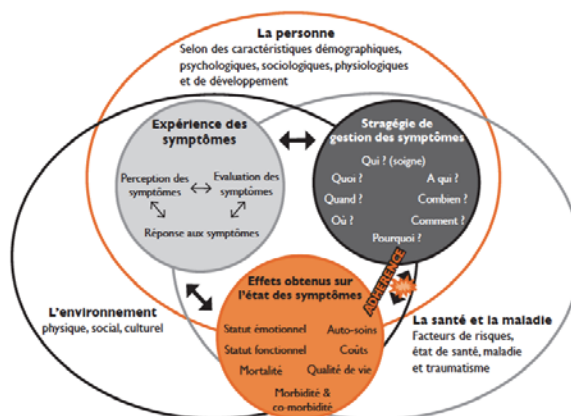 La personne
Selon des caractéristiques démographiques,
psychologiques, sociologiques, physiologiques
et de développement
Expérience des
symptômes
Perception des
symptômes
Evaluation des
symptômes
Réponse aux symptômes
Stragégie de
gestion des symptômes
Qui ? (soigne)
Quoi ?
A qui ?
Quand ?
Combien ?
Où ?
Comment ?
Pourquoi ?
ADHERENCE
Effets obtenus sur
l'état des symptômes
Statut émotionnel
Auto-soins
Statut fonctionnel
Coûts
Mortalité
Qualité de vie
Morbidité &
co-morbidité
L'environnement
physique, social, culturel
La santé et la maladie
Facteurs de risques,
état de santé, maladie
et traumatisme